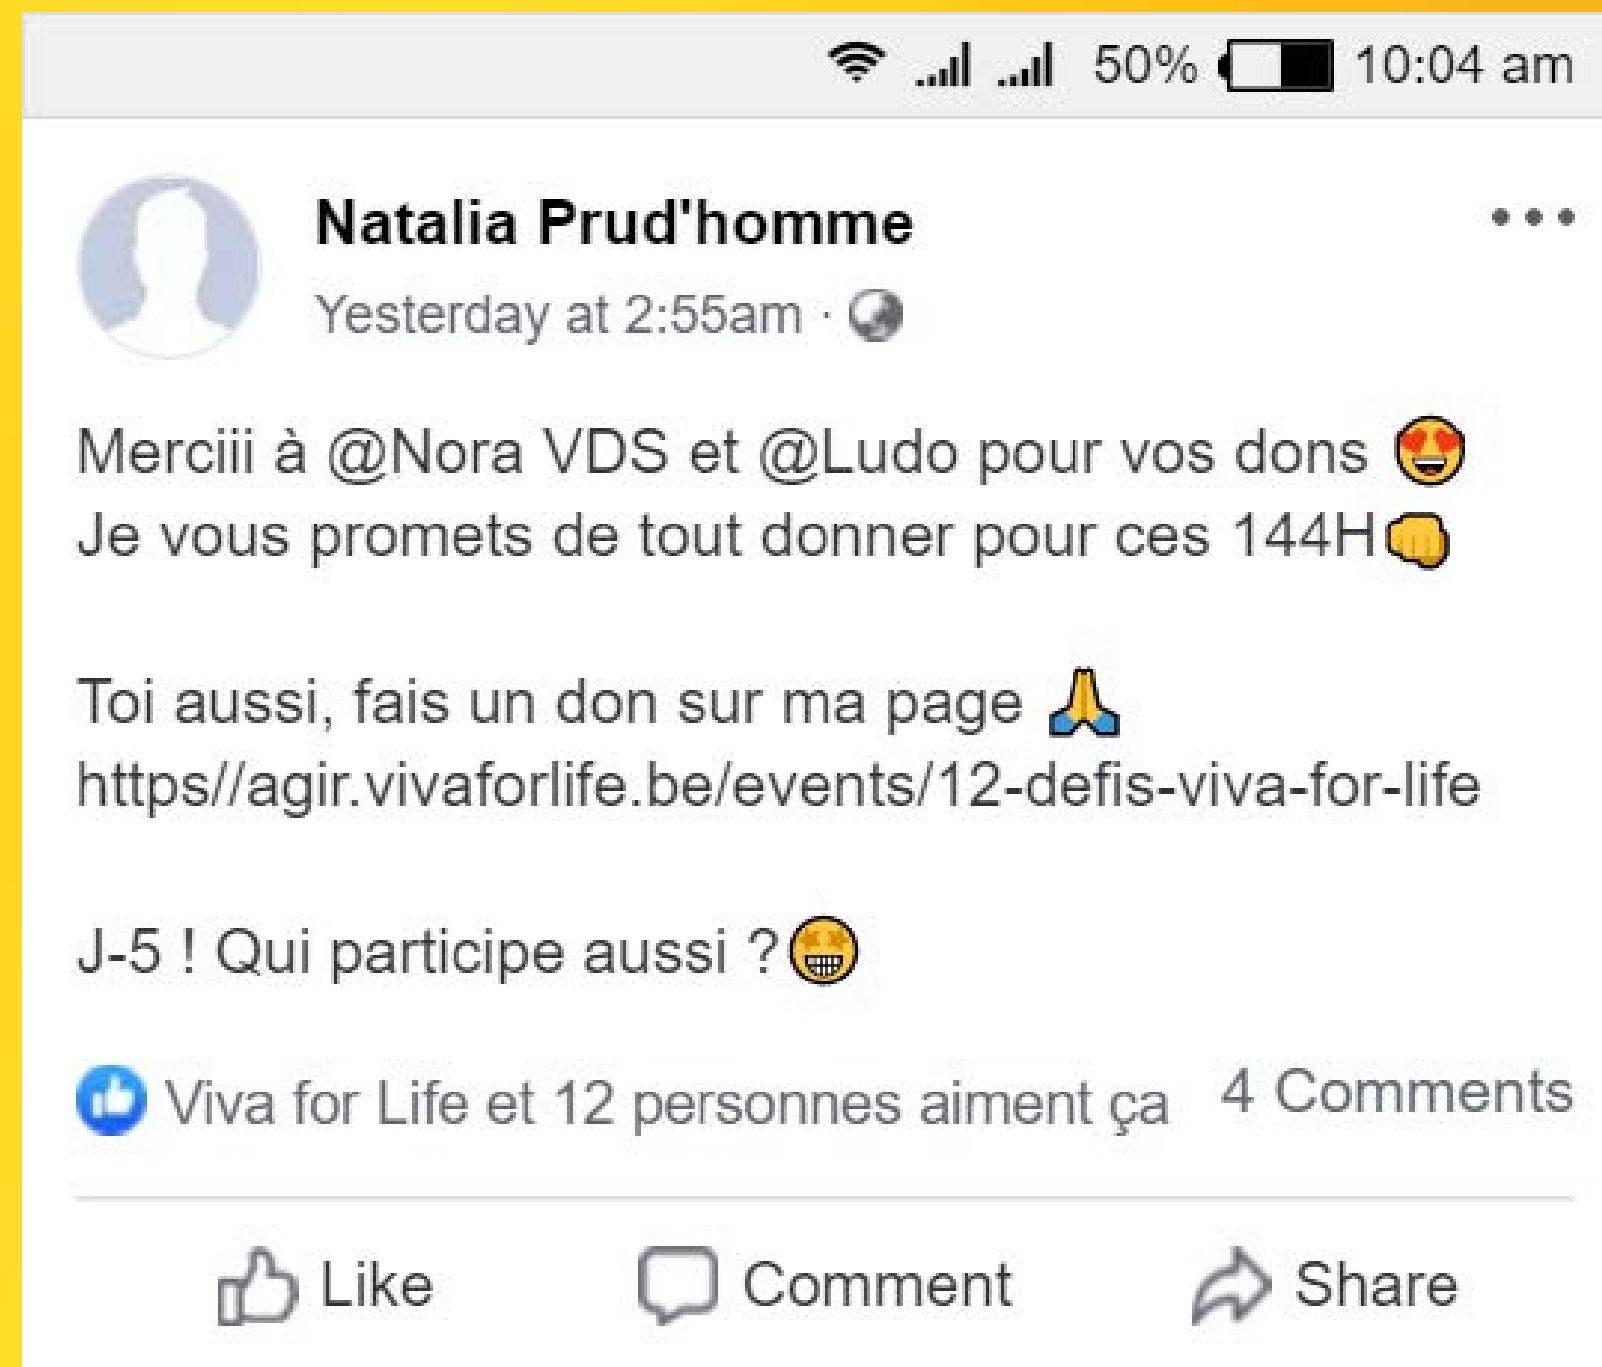 50% 10:04 am
Natalia Prud'homme
Yesterday at 2:55am ·
Merciii à @Nora VDS et @Ludo pour vos dons 😍
Je vous promets de tout donner pour ces 144H👊
Toi aussi, fais un don sur ma page 🙏
https//agir.vivaforlife.be/events/12-defis-viva-for-life
J-5 ! Qui participe aussi ?🤩
Viva for Life et 12 personnes aiment ça 4 Comments
Like Comment Share